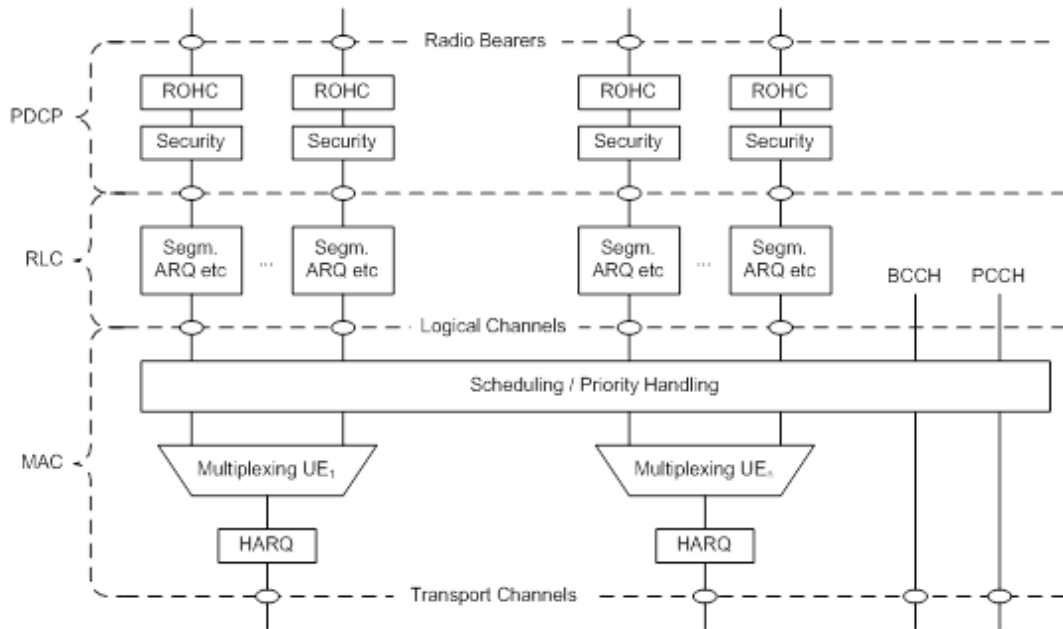 Radio Bearers
ROHC ROHC ROHC ROHC
PDCP
Security Security Security Security
Segm. Segm. Segm. Segm.
RLC
ARQ etc ... ARQ etc ARQ etc ... ARQ etc
BCCH PCCH
Logical Channels
Scheduling / Priority Handling
MAC
Multiplexing UE₁ Multiplexing UEₙ
HARQ HARQ
Transport Channels